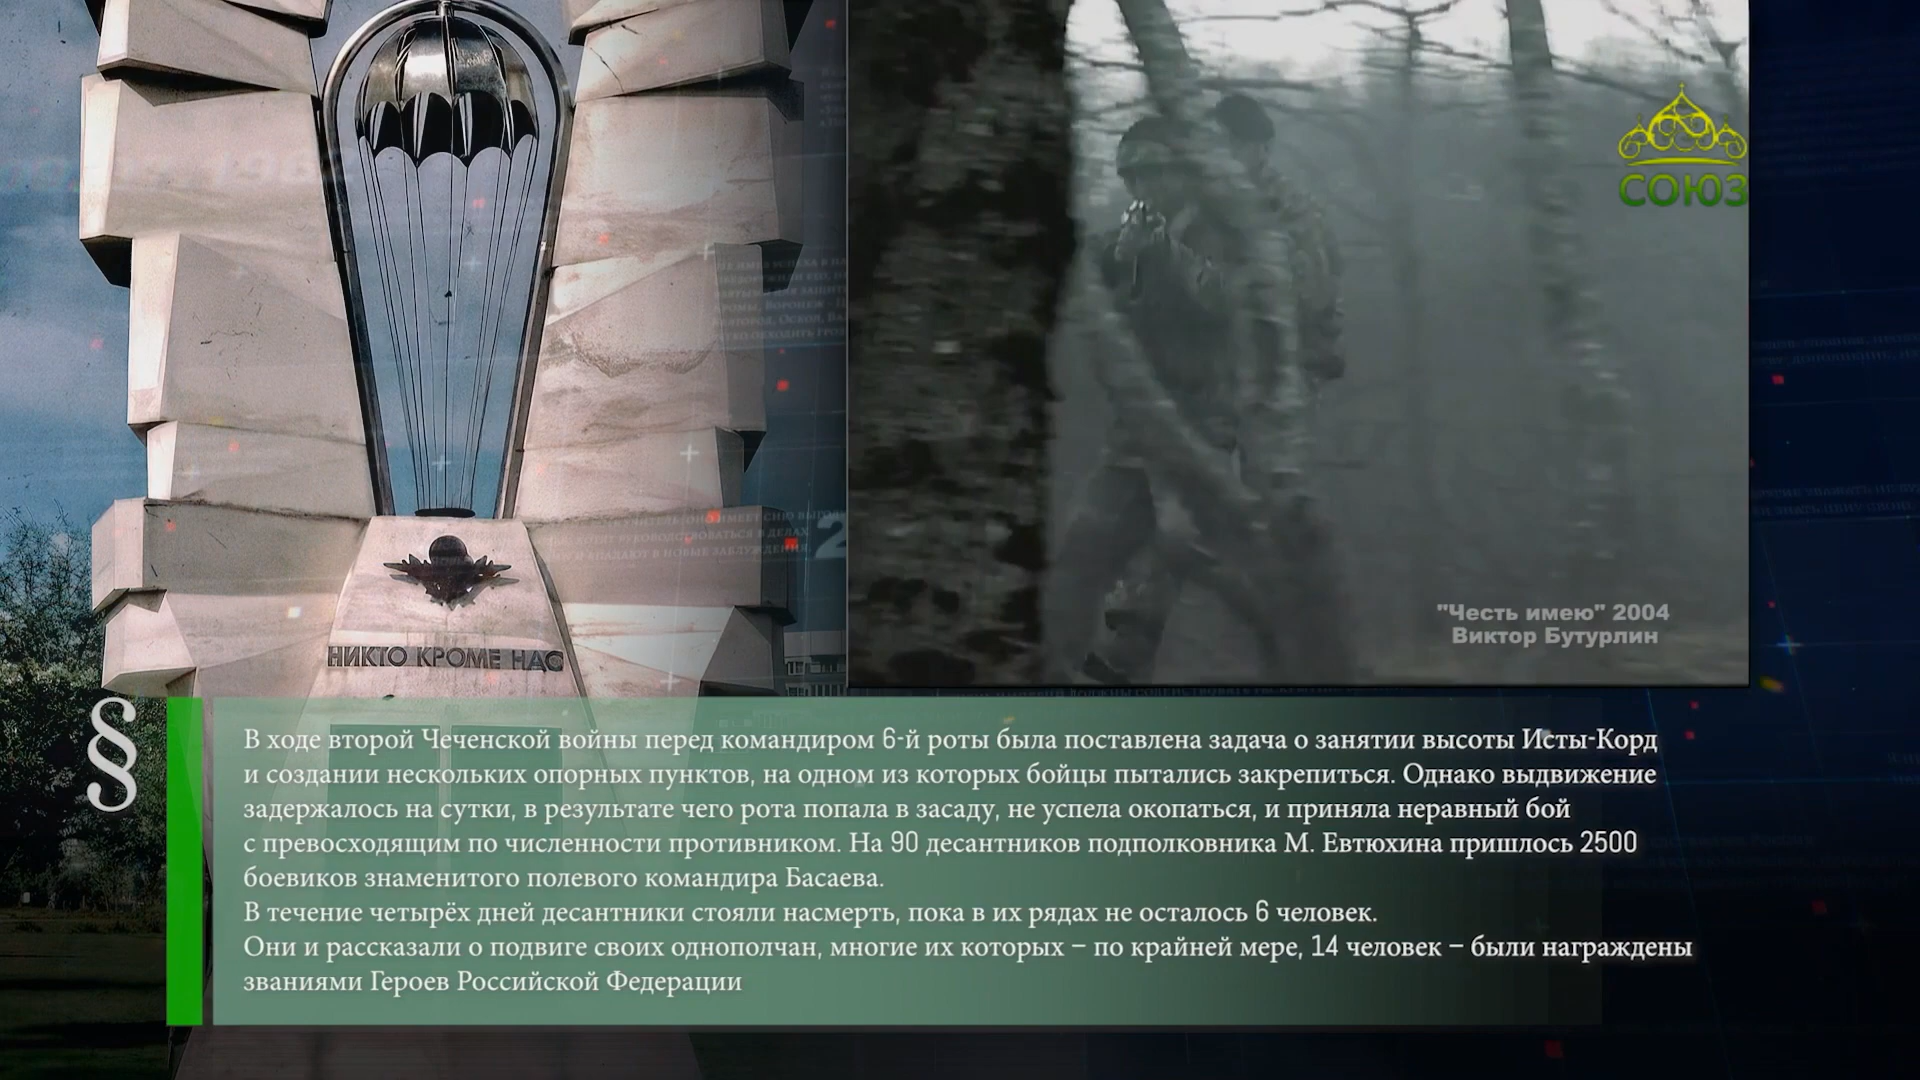 СОЮЗ
НИКТО КРОМЕ НАС
"Честь имею" 2004
Виктор Бутурлин
§
В ходе второй Чеченской войны перед командиром 6-й роты была поставлена задача о занятии высоты Исты-Корд
и создании нескольких опорных пунктов, на одном из которых бойцы пытались закрепиться. Однако выдвижение
задержалось на сутки, в результате чего рота попала в засаду, не успела окопаться, и приняла неравный бой
с превосходящим по численности противником. На 90 десантников подполковника М. Евтюхина пришлось 2500
боевиков знаменитого полевого командира Басаева.
В течение четырёх дней десантники стояли насмерть, пока в их рядах не осталось 6 человек.
Они и рассказали о подвиге своих однополчан, многие их которых – по крайней мере, 14 человек – были награждены
званиями Героев Российской Федерации